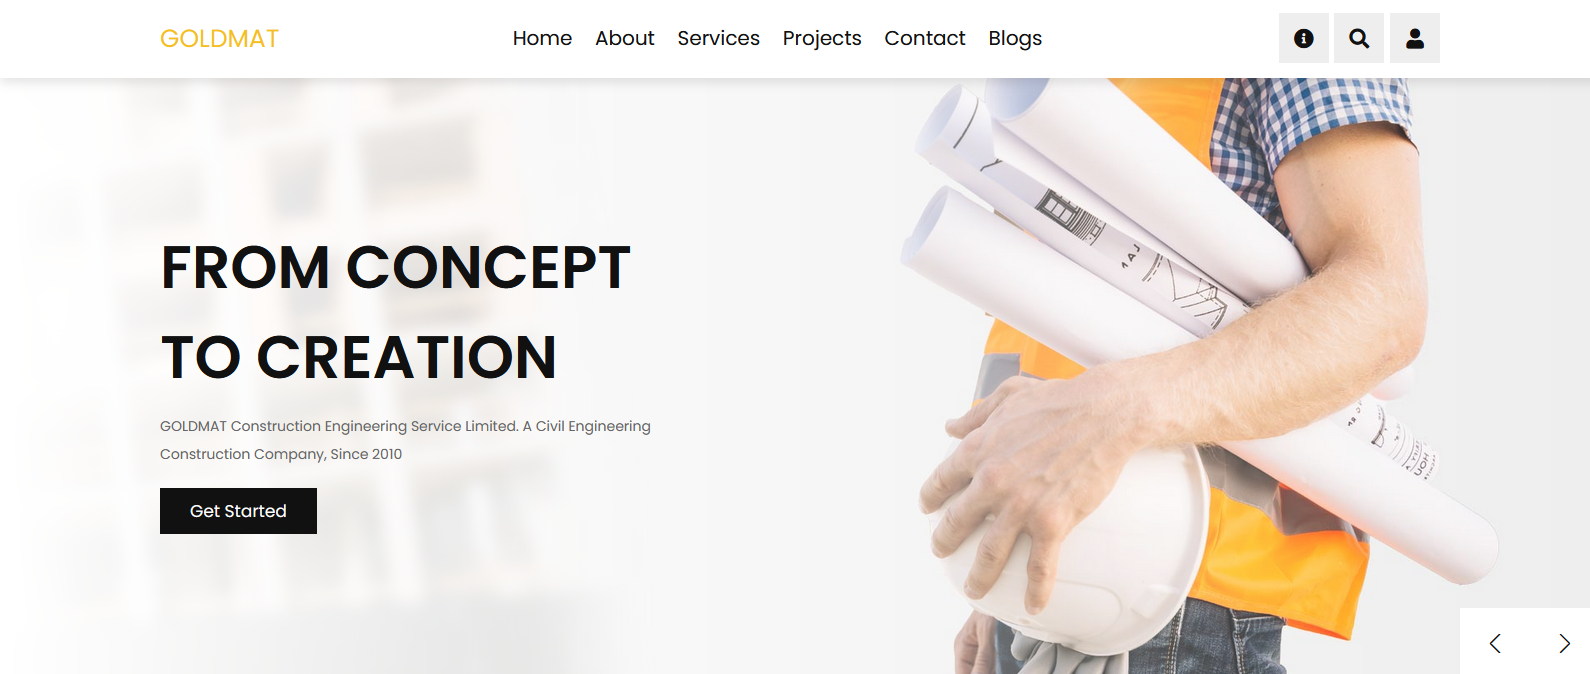 GOLDMAT
Home About Services Projects Contact Blogs
FROM CONCEPT
TO CREATION
GOLDMAT Construction Engineering Service Limited. A Civil Engineering
Construction Company, Since 2010
Get Started